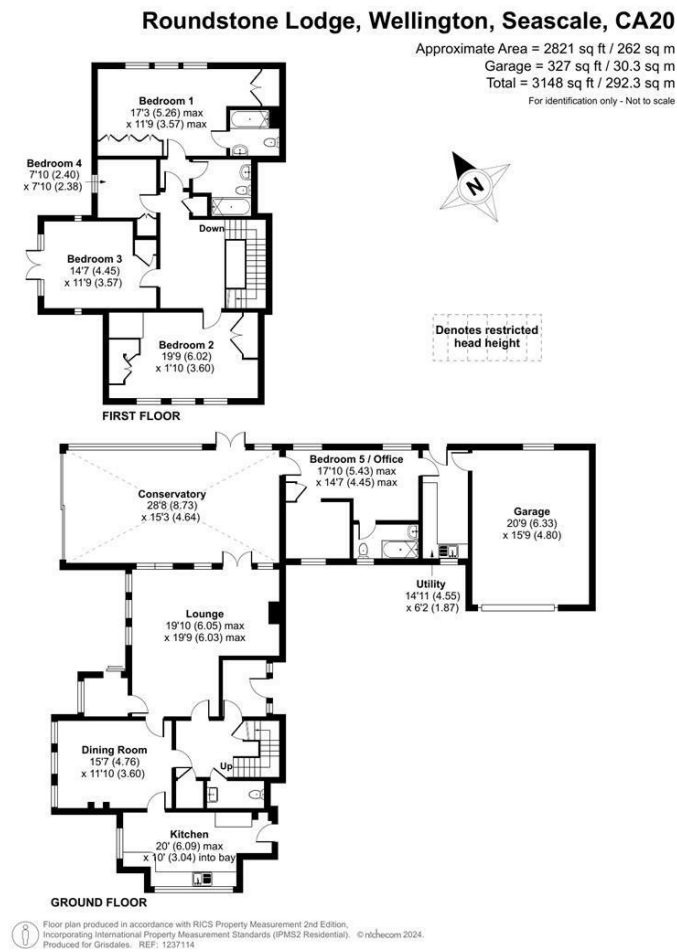 Roundstone Lodge, Wellington, Seascale, CA20
Approximate Area = 2821 sq ft / 262 sq m
Garage = 327 sq ft / 30.3 sq m
Total = 3148 sq ft / 292.3 sq m
For identification only - Not to scale
Bedroom 1
17'3 (5.26) max
x 11'9 (3.57) max
Bedroom 4
7'10 (2.40)
x 7'10 (2.38)
N
Down
Bedroom 3
14'7 (4.45)
x 11'9 (3.57)
Denotes restricted
head height
Bedroom 2
19'9 (6.02)
x 1'10 (3.60)
FIRST FLOOR
Bedroom 5 / Office
17'10 (5.43) max
x 14'7 (4.45) max
Conservatory
28'8 (8.73)
x 15'3 (4.64)
Garage
20'9 (6.33)
x 15'9 (4.80)
Utility
14'11 (4.55)
x 6'2 (1.87)
Lounge
19'10 (6.05) max
x 19'9 (6.03) max
Dining Room
15'7 (4.76)
x 11'10 (3.60)
Up
Kitchen
20' (6.09) max
x 10' (3.04) into bay
GROUND FLOOR
Floor plan produced in accordance with RICS Property Measurement 2nd Edition,
Incorporating International Property Measurement Standards (IPMS2 Residential). © nichecom 2024.
Produced for Grisdales. REF: 1237114